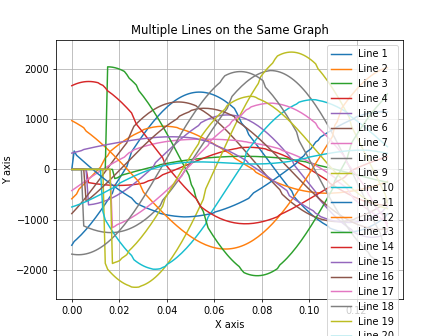 Multiple Lines on the Same Graph
Y axis
2000
1000
0
−1000
−2000
0.00
0.02
0.04
0.06
0.08
0.10
X axis
Line 1
Line 2
Line 3
Line 4
Line 5
Line 6
Line 7
Line 8
Line 9
Line 10
Line 11
Line 12
Line 13
Line 14
Line 15
Line 16
Line 17
Line 18
Line 19
Line 20